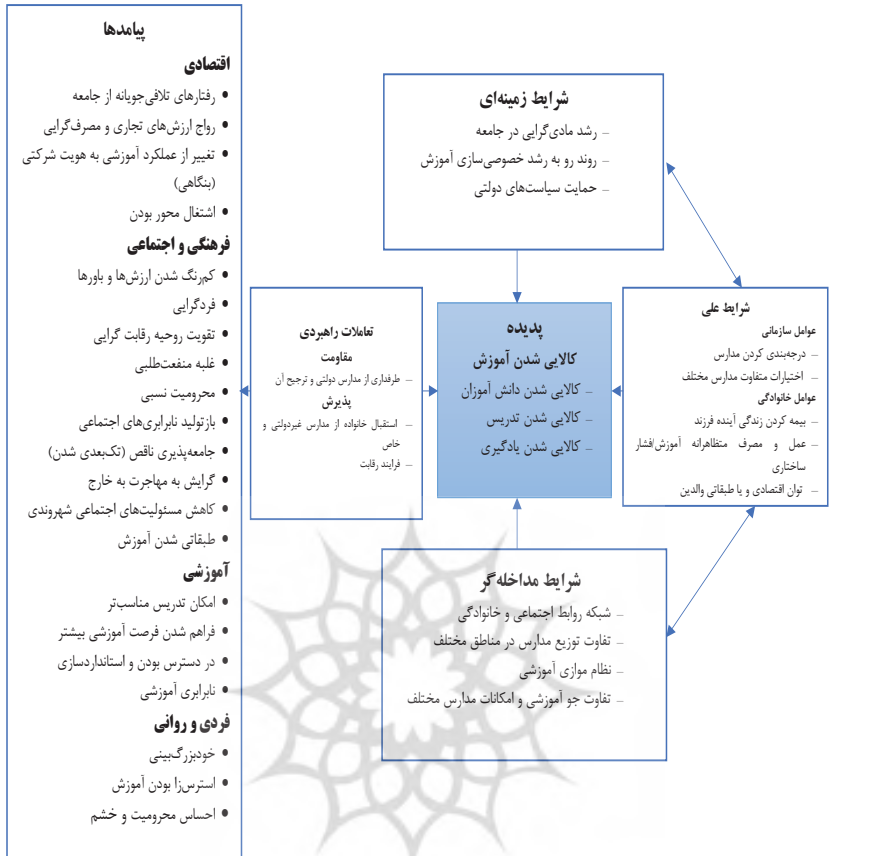 شرایط زمینه‌ای
– رشد مادی‌گرایی در جامعه
– روند رو به رشد خصوصی‌سازی آموزش
– حمایت سیاست‌های دولتی
شرایط علی
عوامل سازمانی
– درجه‌بندی کردن مدارس
– اختیارات متفاوت مدارس مختلف
عوامل خانوادگی
– بیمه کردن زندگی آینده فرزند
– عمل و مصرف متظاهرانه آموزش/فشار
ساختاری
– توان اقتصادی و یا طبقاتی والدین
پدیده
کالایی شدن آموزش
– کالایی شدن دانش آموزان
– کالایی شدن تدریس
– کالایی شدن یادگیری
تعاملات راهبردی
مقاومت
– طرفداری از مدارس دولتی و ترجیح آن
پذیرش
– استقبال خانواده از مدارس غیردولتی و
خاص
– فرایند رقابت
شرایط مداخله‌گر
– شبکه روابط اجتماعی و خانوادگی
– تفاوت توزیع مدارس در مناطق مختلف
– نظام موازی آموزشی
– تفاوت جو آموزشی و امکانات مدارس مختلف
پیامدها
اقتصادی
• رفتارهای تلافی‌جویانه از جامعه
• رواج ارزش‌های تجاری و مصرف‌گرایی
• تغییر از عملکرد آموزشی به هویت شرکتی
(بنگاهی)
• اشتغال محور بودن
فرهنگی و اجتماعی
• کم‌رنگ شدن ارزش‌ها و باورها
• فردگرایی
• تقویت روحیه رقابت گرایی
• غلبه منفعت‌طلبی
• محرومیت نسبی
• بازتولید نابرابری‌های اجتماعی
• جامعه‌پذیری ناقص (تک‌بعدی شدن)
• گرایش به مهاجرت به خارج
• کاهش مسئولیت‌های اجتماعی شهروندی
• طبقاتی شدن آموزش
آموزشی
• امکان تدریس مناسب‌تر
• فراهم شدن فرصت آموزشی بیشتر
• در دسترس بودن و استانداردسازی
• نابرابری آموزشی
فردی و روانی
• خودبزرگ‌بینی
• استرس‌زا بودن آموزش
• احساس محرومیت و خشم